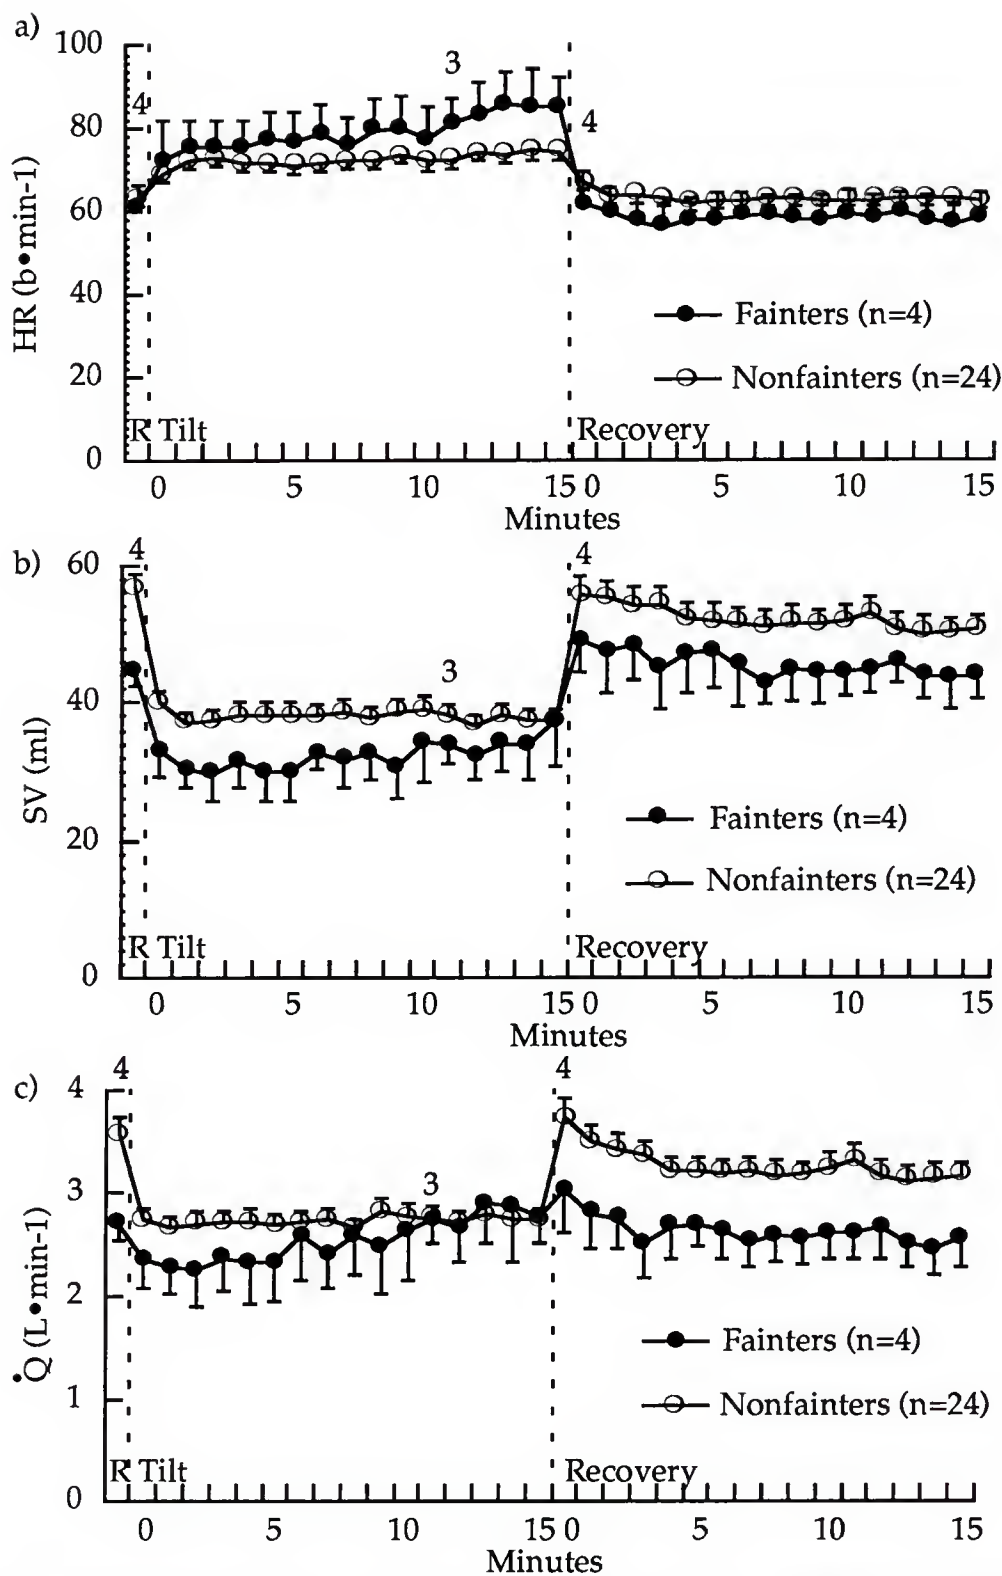 a)
100
80
60
40
20
0
HR (b•min-1)
4
3
4
Fainters (n=4)
Nonfainters (n=24)
R Tilt
Recovery
0 5 10 15 0 5 10 15
Minutes
b)
60
40
20
0
SV (ml)
4
3
4
Fainters (n=4)
Nonfainters (n=24)
R Tilt
Recovery
0 5 10 15 0 5 10 15
Minutes
c)
4
3
2
1
0
Q̇ (L•min-1)
4
3
4
Fainters (n=4)
Nonfainters (n=24)
R Tilt
Recovery
0 5 10 15 0 5 10 15
Minutes